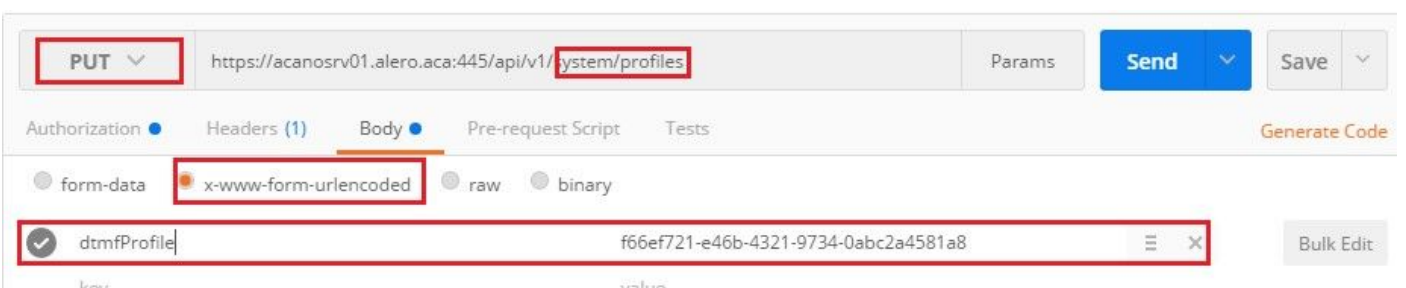 PUT https://acanosrv01.alero.aca:445/api/v1/system/profiles Params Send Save
Authorization Headers (1) Body Pre-request Script Tests Generate Code
form-data x-www-form-urlencoded raw binary
dtmfProfile f66ef721-e46b-4321-9734-0abc2a4581a8 Bulk Edit
key value